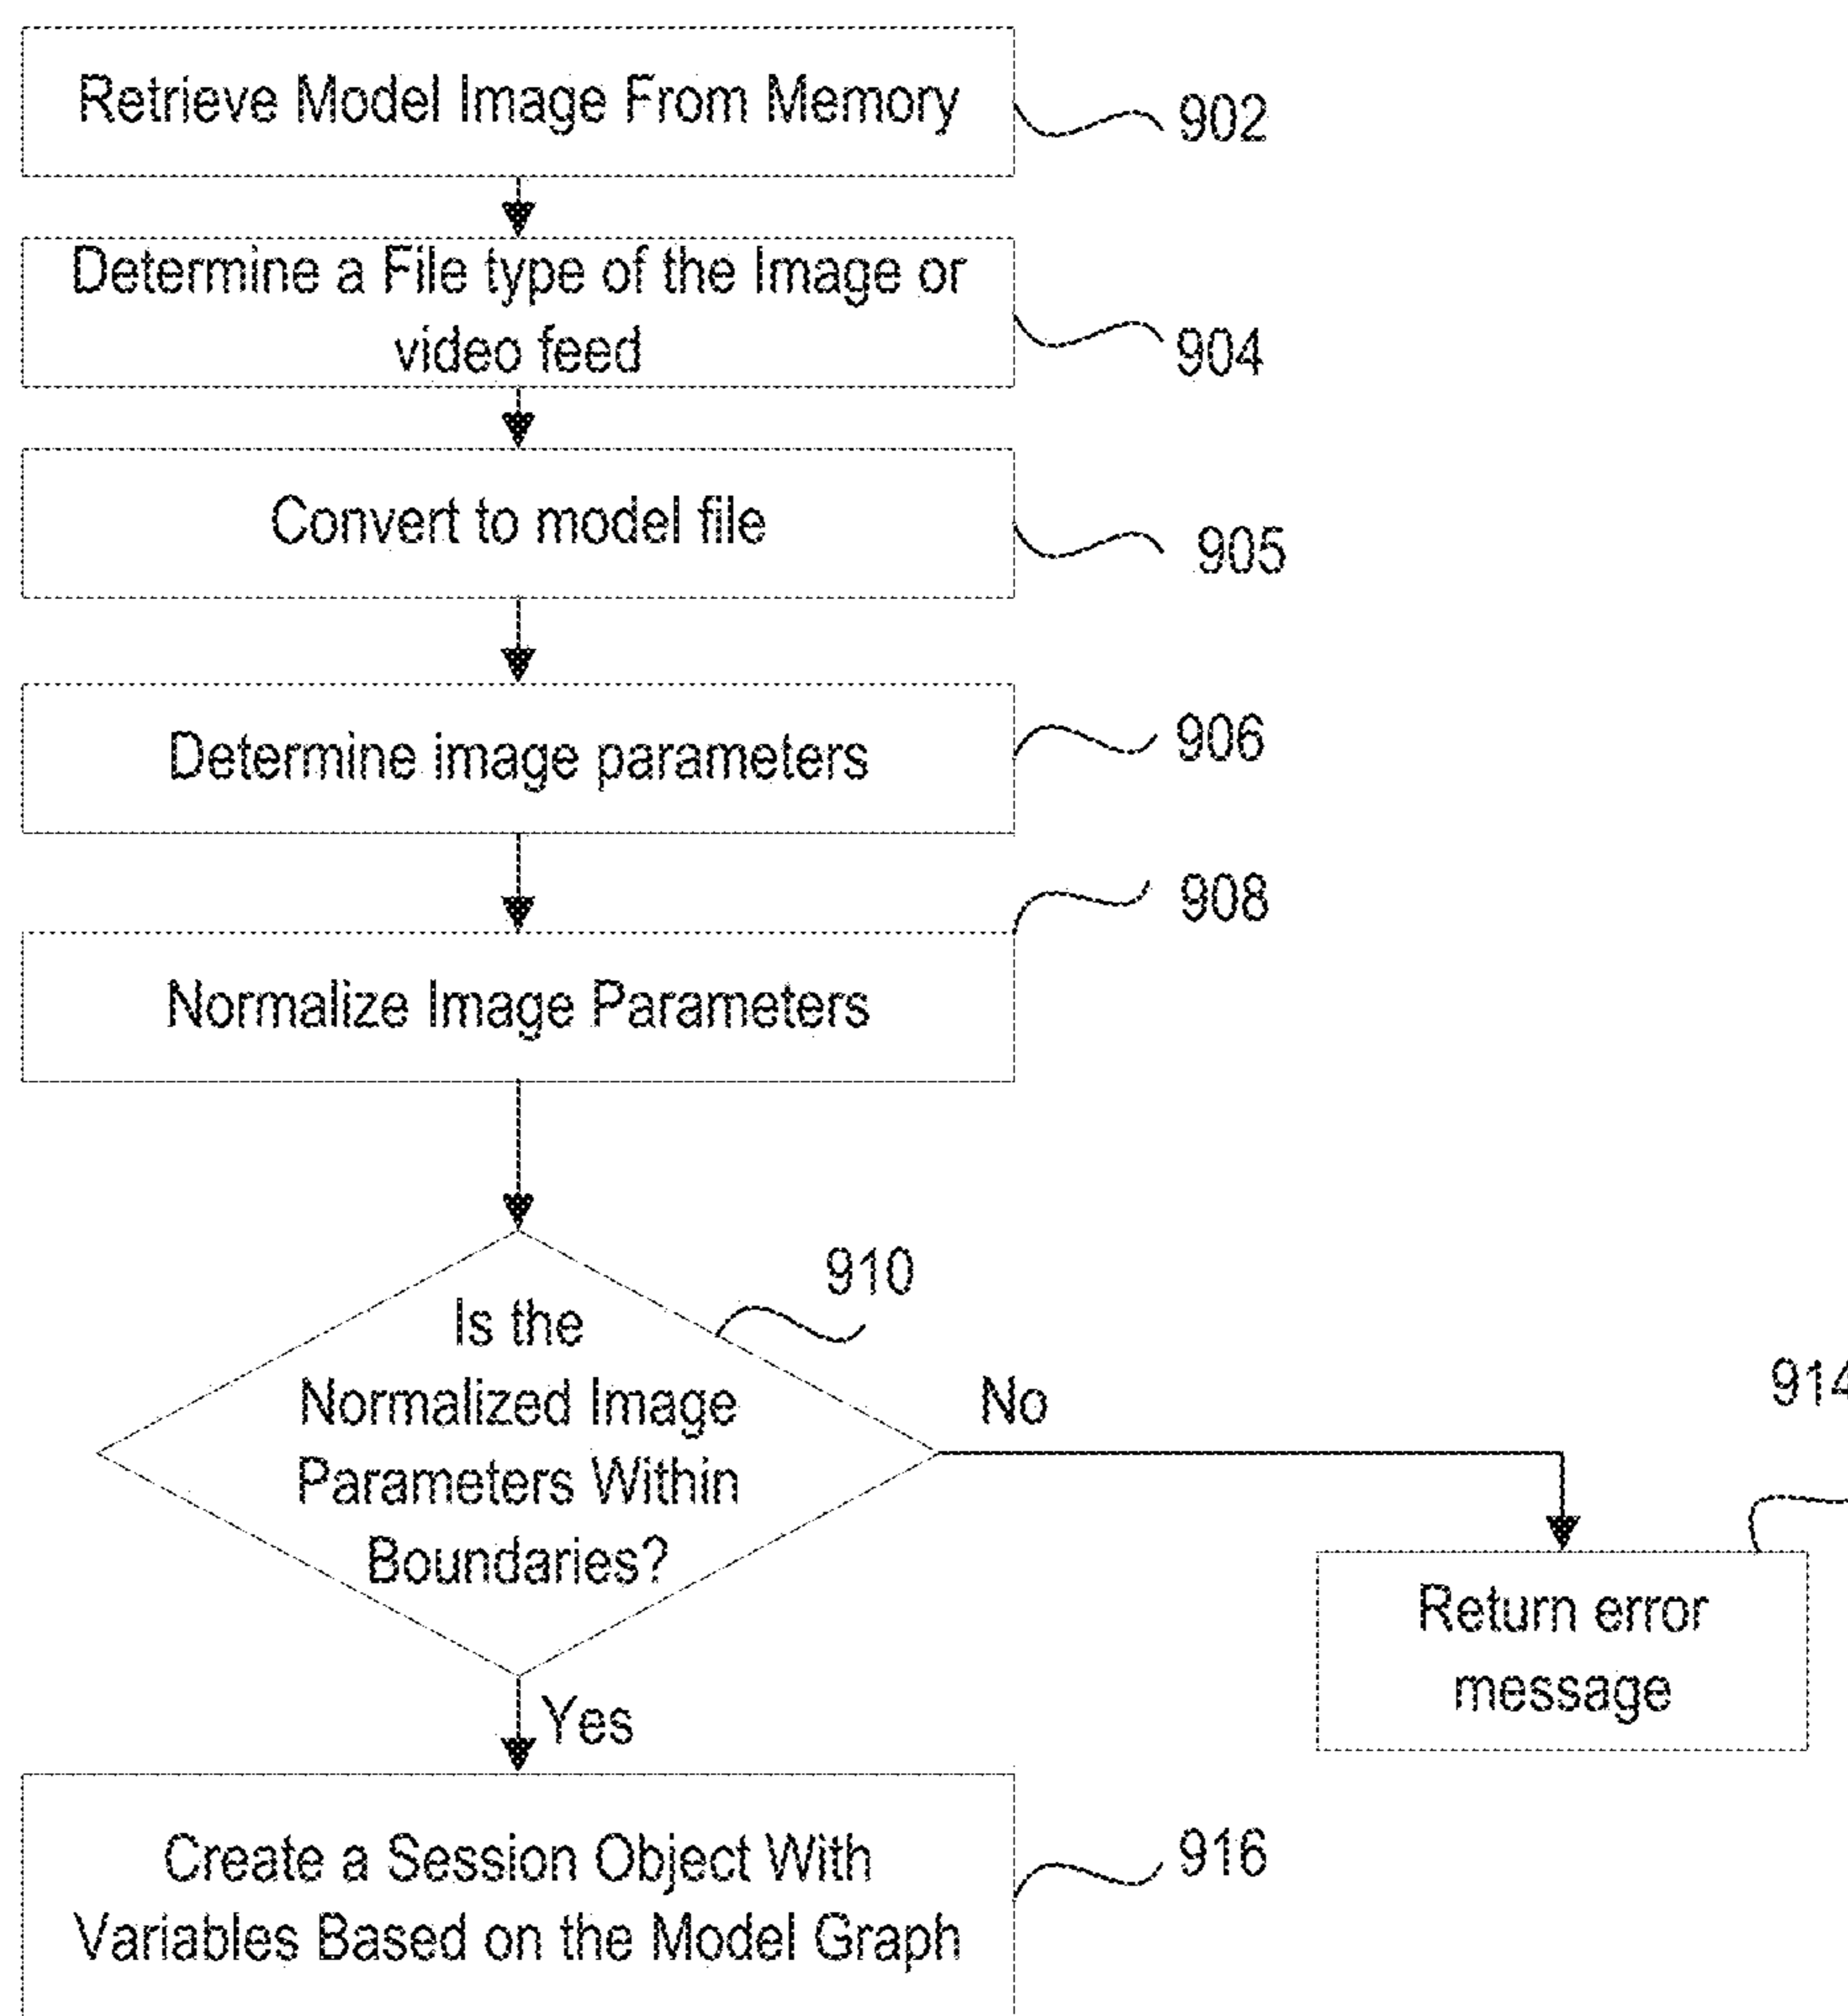 Retrieve Model Image From Memory
902
Determine a File type of the Image or
video feed
904
Convert to model file
905
Determine image parameters
906
908
Normalize Image Parameters
910
Is the
Normalized Image
Parameters Within
Boundaries?
No
914
Return error
message
Yes
Create a Session Object With
Variables Based on the Model Graph
916